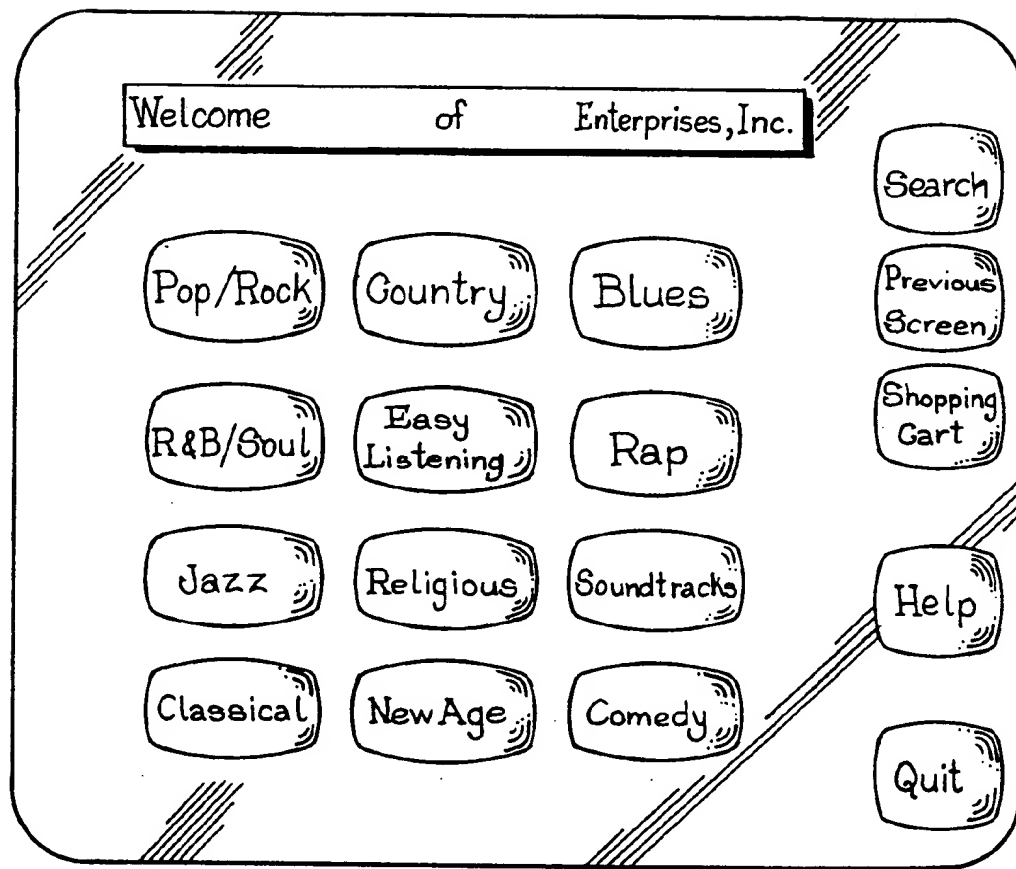 Welcome of Enterprises, Inc.
Search
Pop/Rock
Country
Blues
Previous
Screen
R&B/Soul
Easy
Listening
Rap
Shopping
Cart
Jazz
Religious
Soundtracks
Help
Classical
New Age
Comedy
Quit